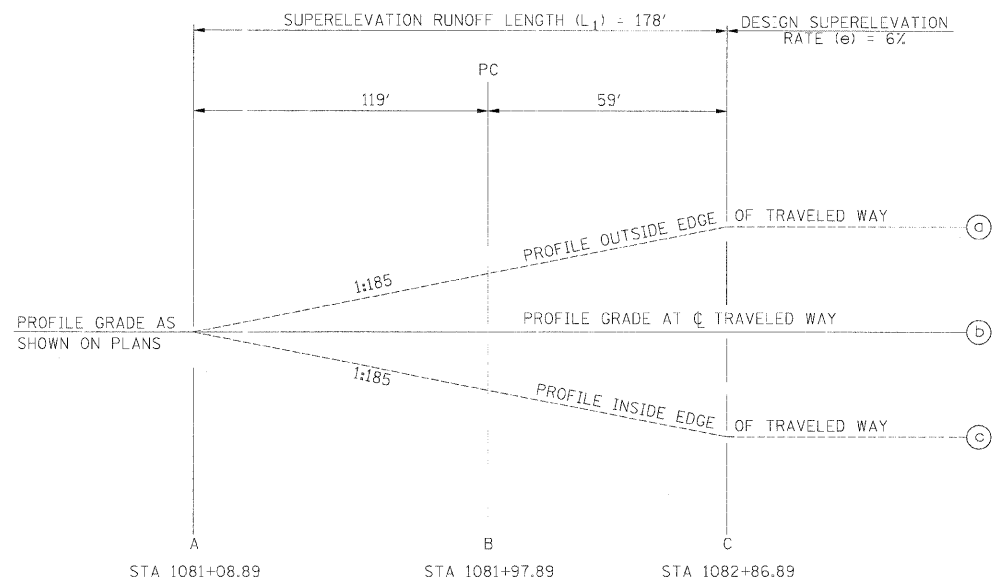 SUPERELEVATION RUNOFF LENGTH (L1) = 178'
DESIGN SUPERELEVATION
RATE (e) = 6%
PC
119'
59'
PROFILE OUTSIDE EDGE OF TRAVELED WAY
a
1:185
PROFILE GRADE AS
SHOWN ON PLANS
PROFILE GRADE AT ℄ TRAVELED WAY
b
1:185
PROFILE INSIDE EDGE OF TRAVELED WAY
c
A
B
C
STA 1081+08.89
STA 1081+97.89
STA 1082+86.89